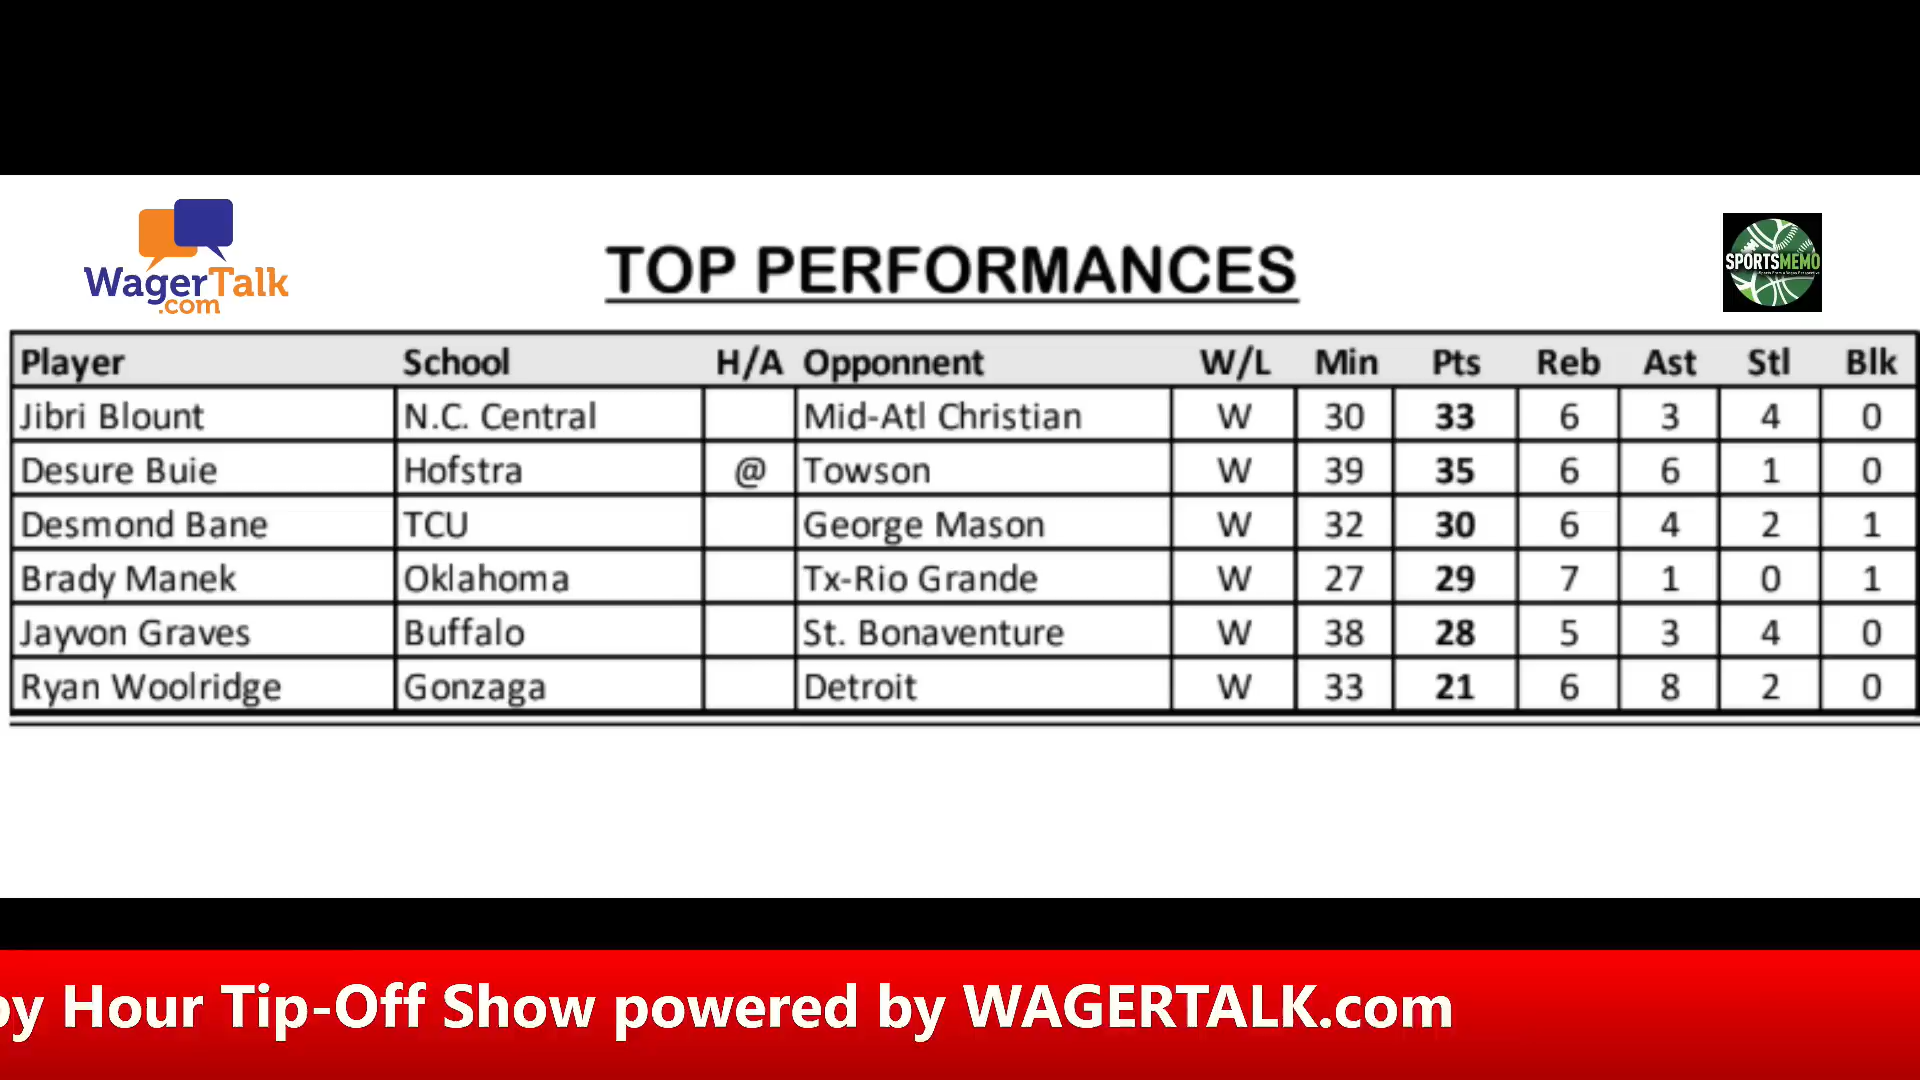 WagerTalk
.com
TOP PERFORMANCES
SPORTSMEMO
Player School H/A Opponnent W/L Min Pts Reb Ast Stl Blk
Jibri Blount N.C. Central Mid-Atl Christian W 30 33 6 3 4 0
Desure Buie Hofstra @ Towson W 39 35 6 6 1 0
Desmond Bane TCU George Mason W 32 30 6 4 2 1
Brady Manek Oklahoma Tx-Rio Grande W 27 29 7 1 0 1
Jayvon Graves Buffalo St. Bonaventure W 38 28 5 3 4 0
Ryan Woolridge Gonzaga Detroit W 33 21 6 8 2 0
py Hour Tip-Off Show powered by WAGERTALK.com